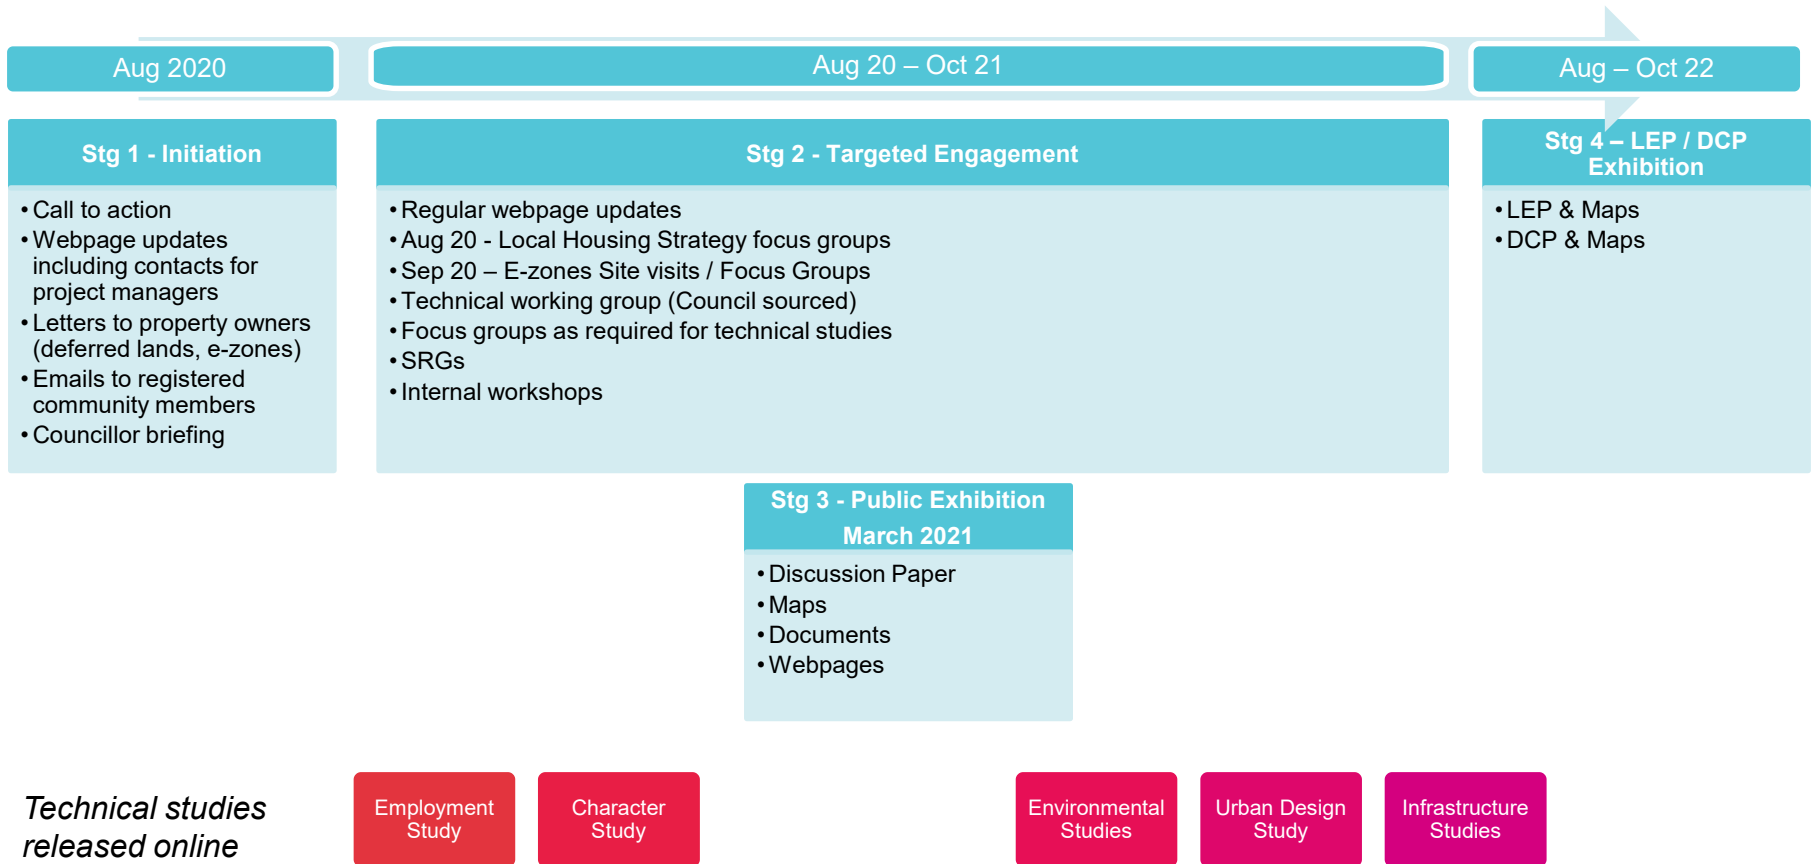 Aug 2020
Aug 20 – Oct 21
Aug – Oct 22
Stg 1 - Initiation
• Call to action
• Webpage updates
including contacts for
project managers
• Letters to property owners
(deferred lands, e-zones)
• Emails to registered
community members
• Councillor briefing
Stg 2 - Targeted Engagement
• Regular webpage updates
• Aug 20 - Local Housing Strategy focus groups
• Sep 20 – E-zones Site visits / Focus Groups
• Technical working group (Council sourced)
• Focus groups as required for technical studies
• SRGs
• Internal workshops
Stg 4 – LEP / DCP
Exhibition
• LEP & Maps
• DCP & Maps
Stg 3 - Public Exhibition
March 2021
• Discussion Paper
• Maps
• Documents
• Webpages
Technical studies
released online
Employment
Study
Character
Study
Environmental
Studies
Urban Design
Study
Infrastructure
Studies